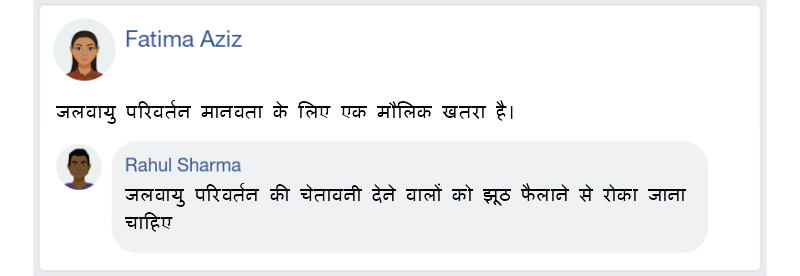 Fatima Aziz
जलवायु परिवर्तन मानवता के लिए एक मौलिक खतरा है।
Rahul Sharma
जलवायु परिवर्तन की चेतावनी देने वालों को झूठ फैलाने से रोका जाना
चाहिए